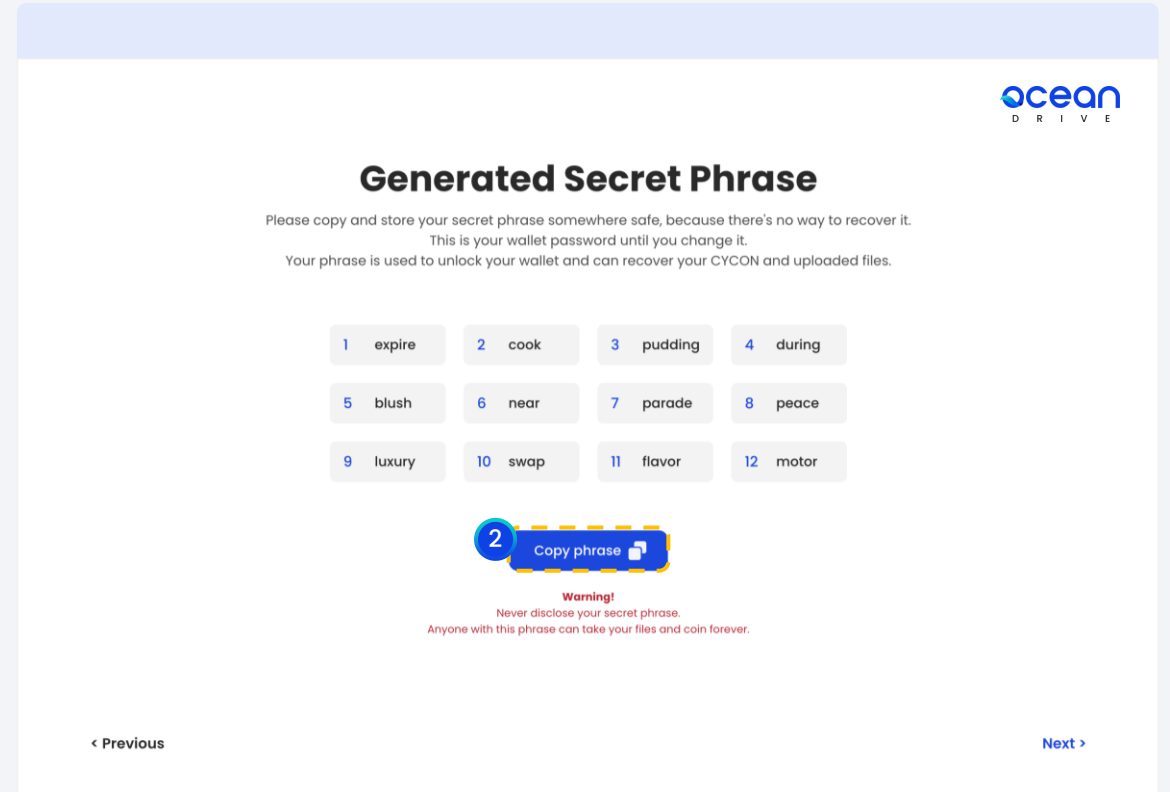 ocean
DRIVE
Generated Secret Phrase
Please copy and store your secret phrase somewhere safe, because there's no way to recover it.
This is your wallet password until you change it.
Your phrase is used to unlock your wallet and can recover your CYCON and uploaded files.
1 expire 2 cook 3 pudding 4 during
5 blush 6 near 7 parade 8 peace
9 luxury 10 swap 11 flavor 12 motor
2 Copy phrase
Warning!
Never disclose your secret phrase.
Anyone with this phrase can take your files and coin forever.
< Previous Next >